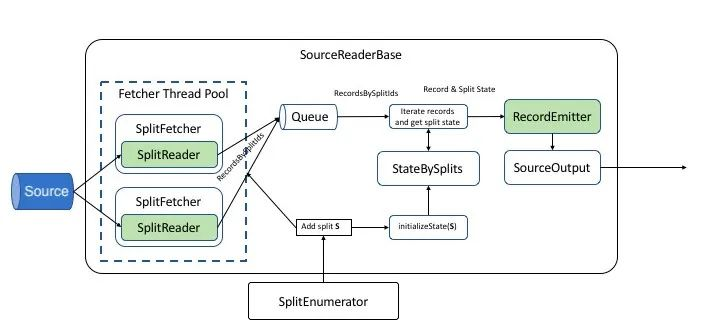 SourceReaderBase
Fetcher Thread Pool
SplitFetcher
SplitReader
SplitFetcher
SplitReader
Source
RecordsBySplitIds
Queue
RecordsBySplitIds
Iterate records
and get split state
Record & Split State
RecordEmitter
StateBySplits
SourceOutput
Add split S
initializeState(S)
SplitEnumerator